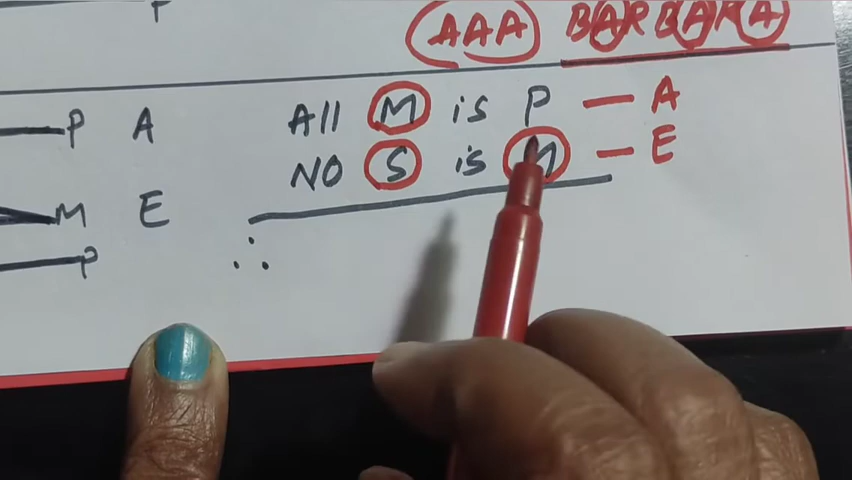 P
AAA BARBARA
P A All M is P — A
NO S is M — E
M E
P ∴